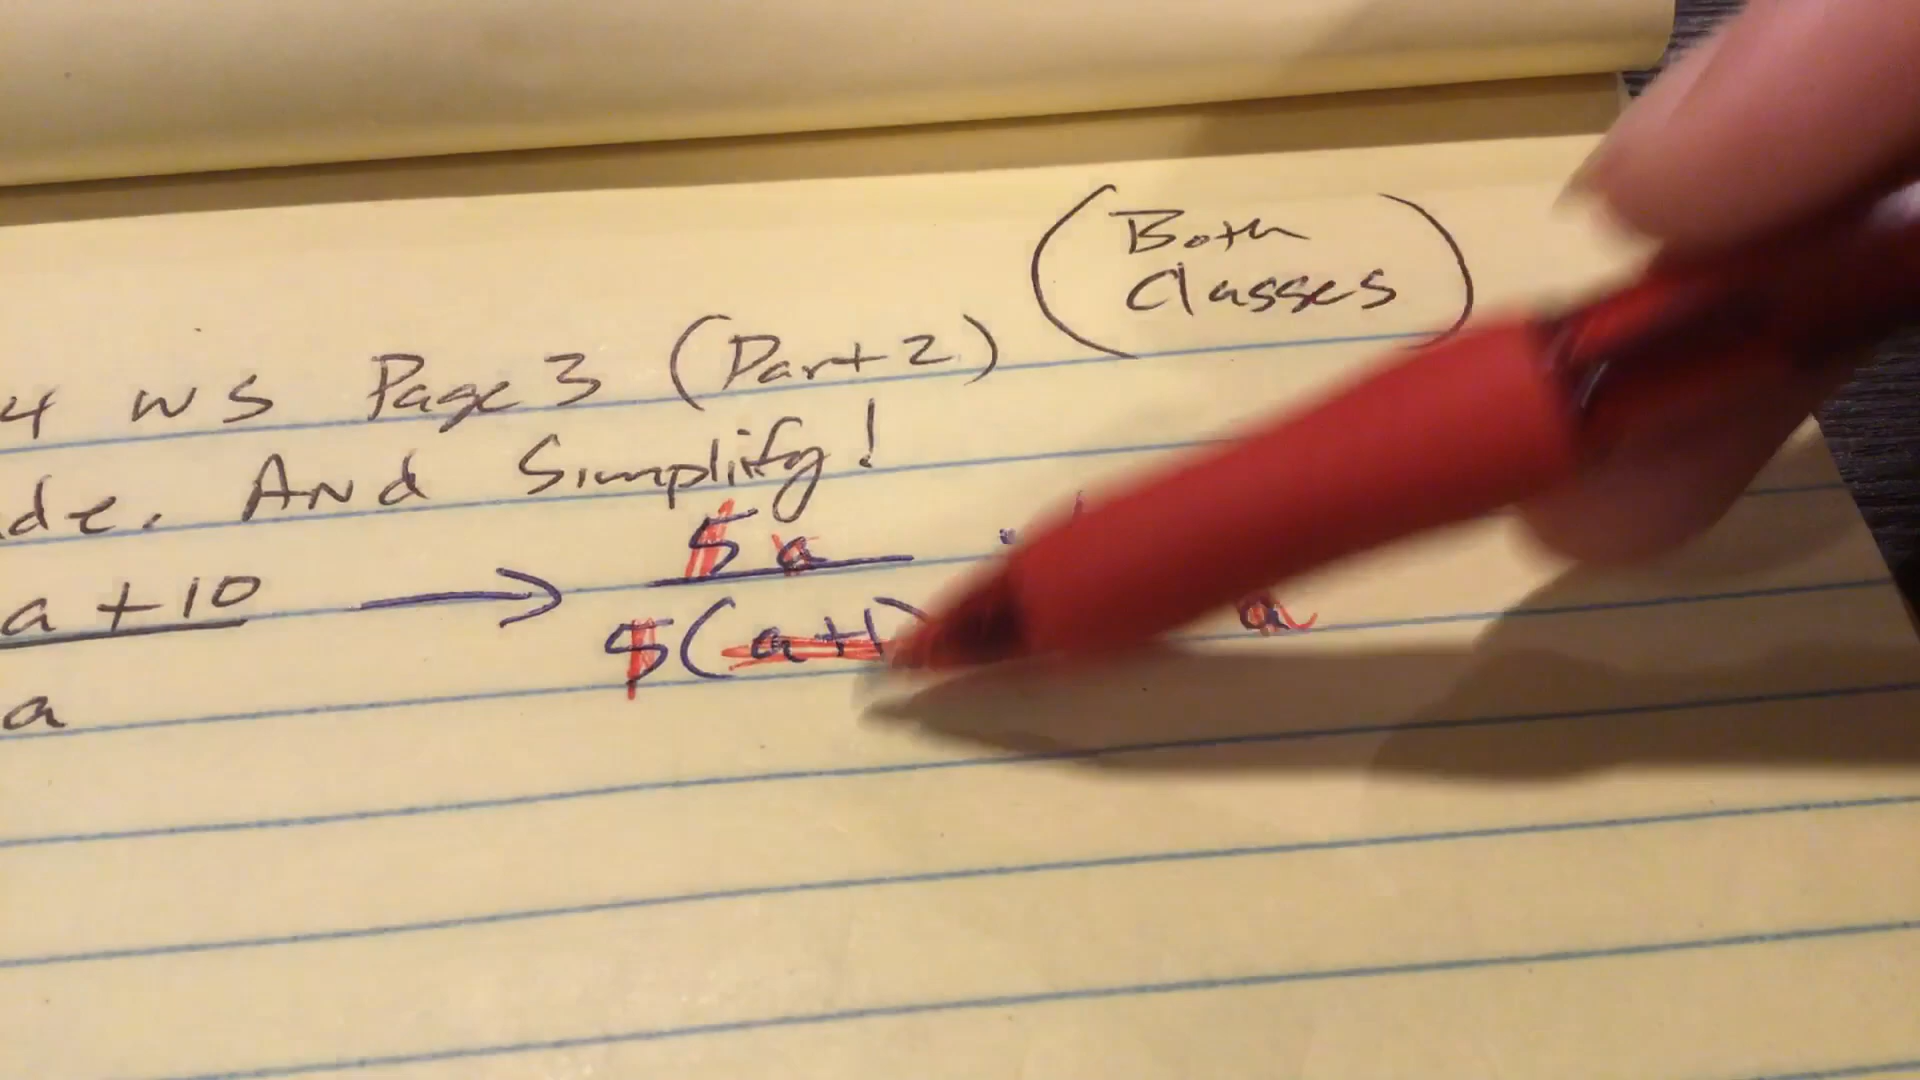 (Both
Classes)
4 WS Page 3 (Part 2)
de. And Simplify!
a + 10 → 5a ·
a
5(a+1)
a